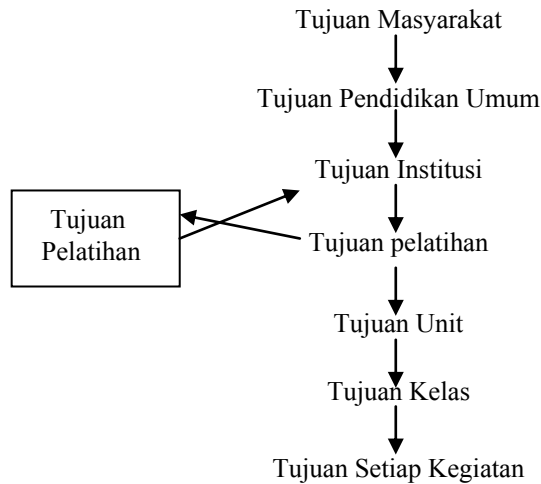 Tujuan Masyarakat
Tujuan Pendidikan Umum
Tujuan Institusi
Tujuan
Pelatihan
Tujuan pelatihan
Tujuan Unit
Tujuan Kelas
Tujuan Setiap Kegiatan